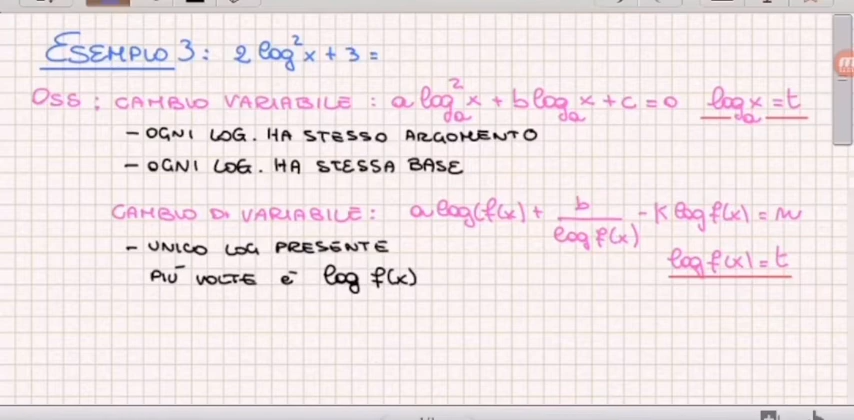 ESEMPIO 3: 2 log²x + 3 =
OSS: CAMBIO VARIABILE: a log²ₐx + b logₐx + c = 0 logₐx = t
- OGNI LOG. HA STESSO ARGOMENTO
- OGNI LOG. HA STESSA BASE
CAMBIO DI VARIABILE: a log(f(x) + b/log f(x) - K log f(x) = m
- UNICO LOG PRESENTE log f(x) = t
PIÙ VOLTE È log f(x)